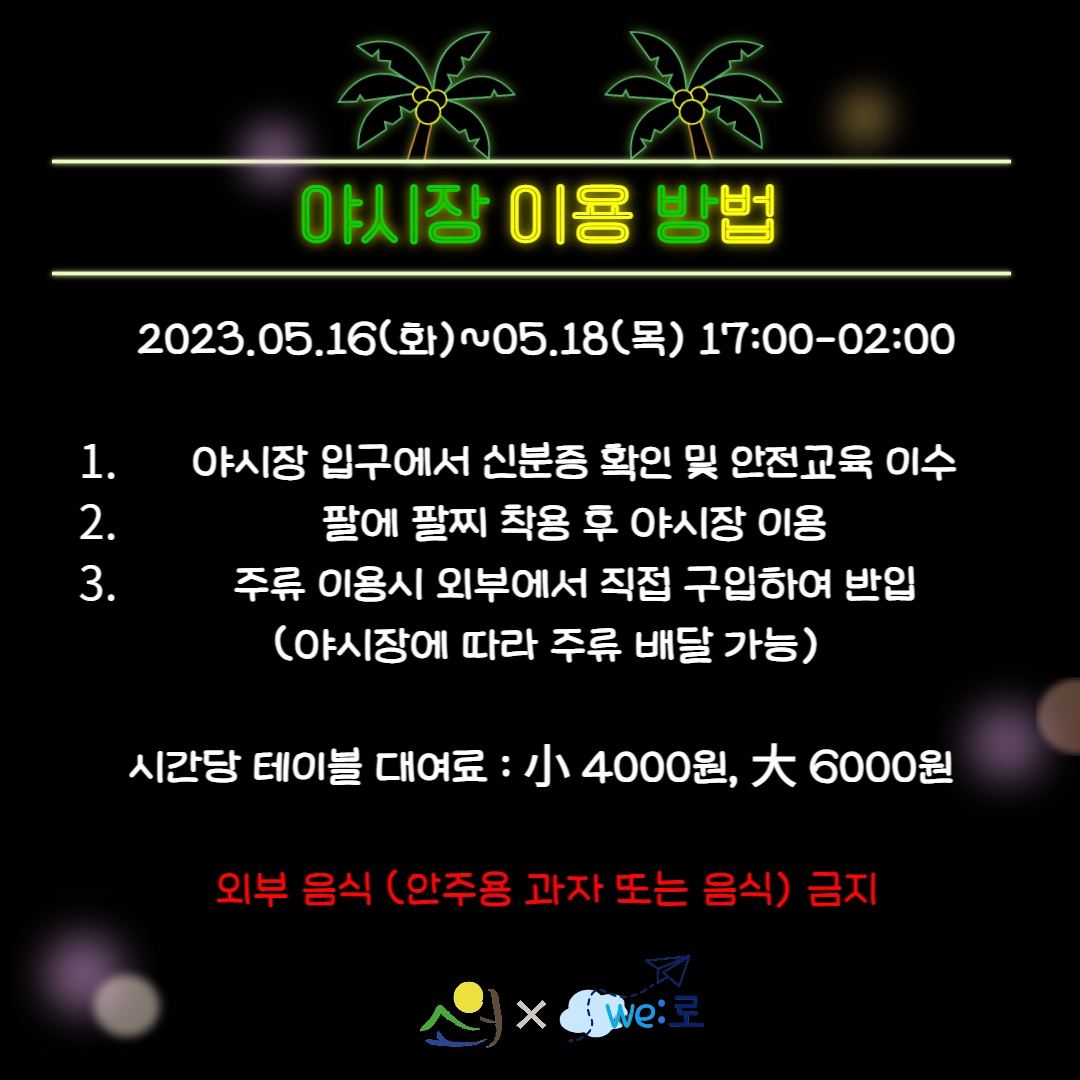 야시장 이용 방법
2023.05.16(화)~05.18(목) 17:00-02:00
1. 야시장 입구에서 신분증 확인 및 안전교육 이수
2. 팔에 팔찌 착용 후 야시장 이용
3. 주류 이용시 외부에서 직접 구입하여 반입
(야시장에 따라 주류 배달 가능)
시간당 테이블 대여료 : 小 4000원, 大 6000원
외부 음식 (안주용 과자 또는 음식) 금지
× we:로